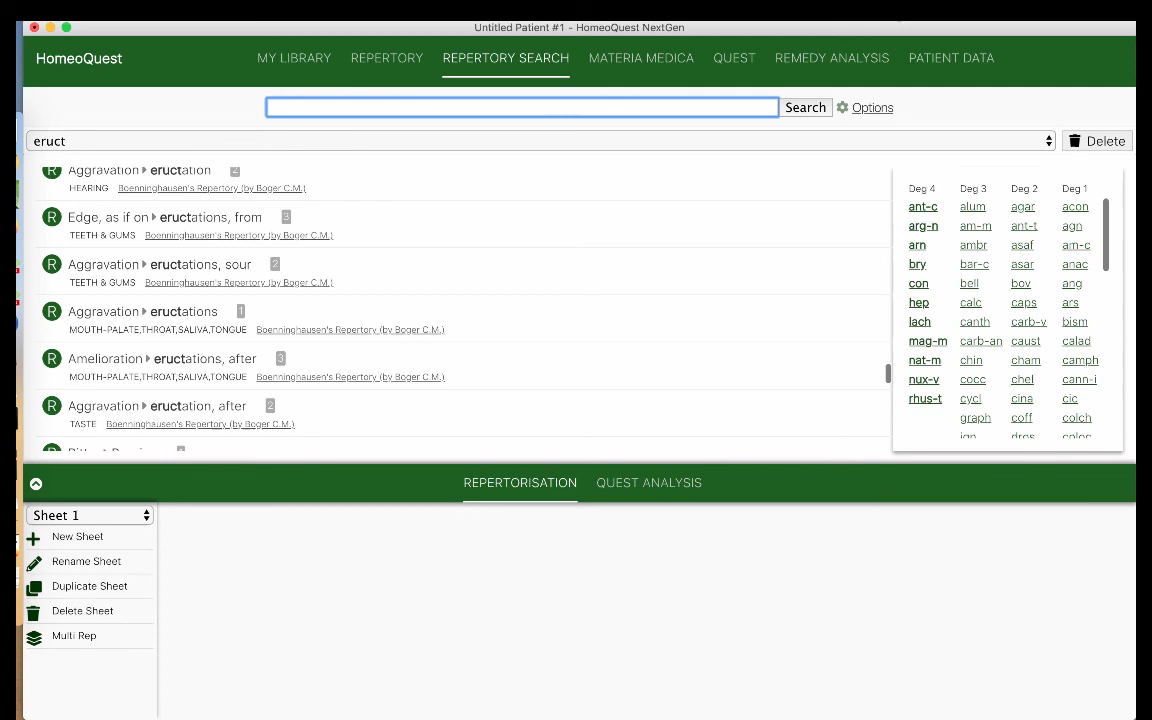 Untitled Patient #1 - HomeoQuest NextGen
HomeoQuest MY LIBRARY REPERTORY REPERTORY SEARCH MATERIA MEDICA QUEST REMEDY ANALYSIS PATIENT DATA
Search Options
eruct Delete
Aggravation eructation 2
HEARING Boenninghausen's Repertory (by Boger C.M.)
Edge, as if on eructations, from 3
TEETH & GUMS Boenninghausen's Repertory (by Boger C.M.)
Aggravation eructations, sour 2
TEETH & GUMS Boenninghausen's Repertory (by Boger C.M.)
Aggravation eructations 1
MOUTH-PALATE,THROAT,SALIVA,TONGUE Boenninghausen's Repertory (by Boger C.M.)
Amelioration eructations, after 3
MOUTH-PALATE,THROAT,SALIVA,TONGUE Boenninghausen's Repertory (by Boger C.M.)
Aggravation eructation, after 2
TASTE Boenninghausen's Repertory (by Boger C.M.)
Deg 4 Deg 3 Deg 2 Deg 1
ant-c alum agar acon
arg-n am-m ant-t agn
arn ambr asaf am-c
bry bar-c asar anac
con bell bov ang
hep calc caps ars
lach canth carb-v bism
mag-m carb-an caust calad
nat-m chin cham camph
nux-v cocc chel cann-i
rhus-t cycl cina cic
graph coff colch
ign dros coloc
REPERTORISATION QUEST ANALYSIS
Sheet 1
New Sheet
Rename Sheet
Duplicate Sheet
Delete Sheet
Multi Rep